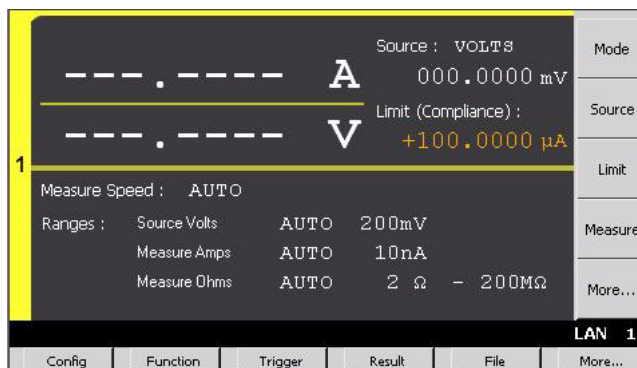 Source : VOLTS
---.---- A 000.0000 mV
Limit (Compliance) :
---.---- V +100.0000 µA
1
Measure Speed : AUTO
Ranges : Source Volts AUTO 200mV
Measure Amps AUTO 10nA
Measure Ohms AUTO 2 Ω - 200MΩ
Mode
Source
Limit
Measure
More...
LAN 1
Config Function Trigger Result File More...